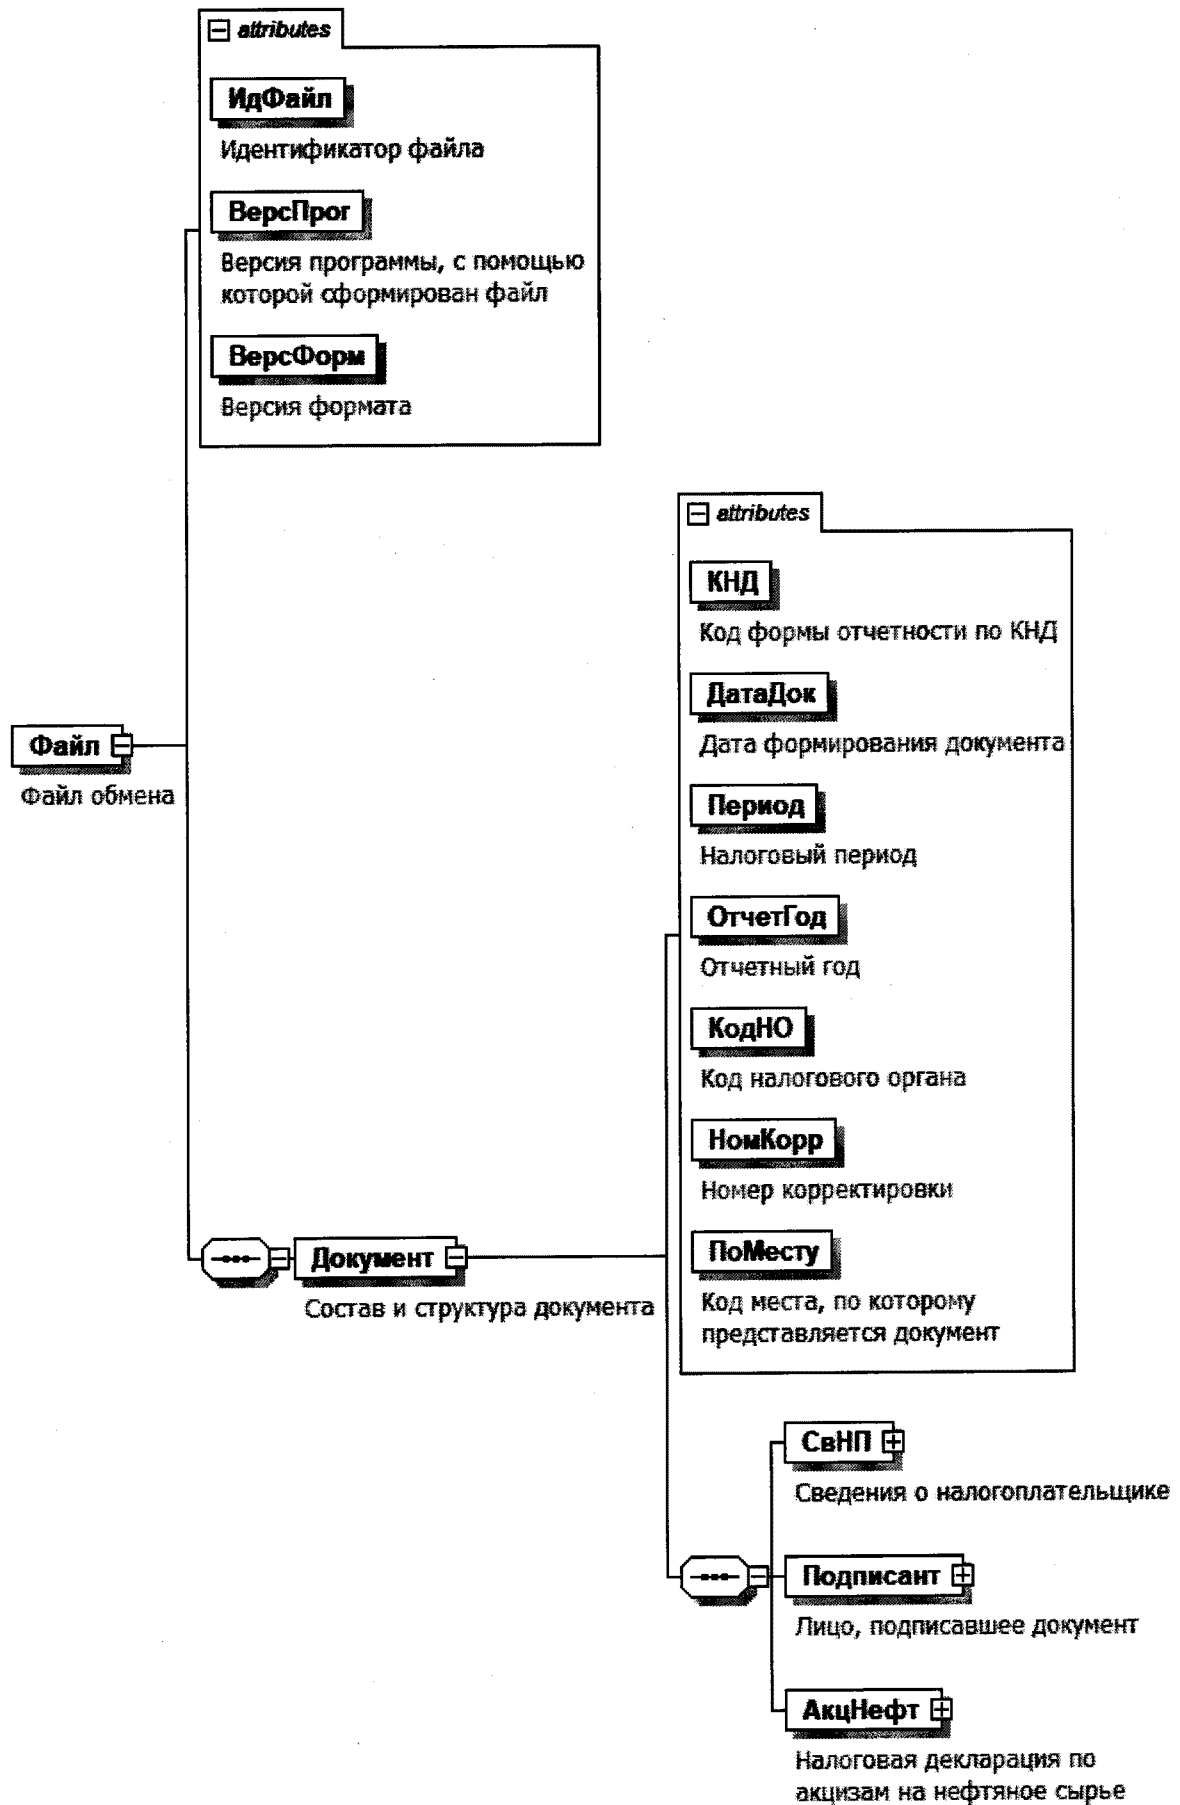 attributes
ИдФайл
Идентификатор файла
ВерсПрог
Версия программы, с помощью
которой сформирован файл
ВерсФорм
Версия формата
attributes
КНД
Код формы отчетности по КНД
ДатаДок
Дата формирования документа
Файл
Файл обмена
Период
Налоговый период
ОтчетГод
Отчетный год
КодНО
Код налогового органа
НомКорр
Номер корректировки
ПоМесту
Код места, по которому
представляется документ
Документ
Состав и структура документа
СвНП
Сведения о налогоплательщике
Подписант
Лицо, подписавшее документ
АкцНефт
Налоговая декларация по
акцизам на нефтяное сырье